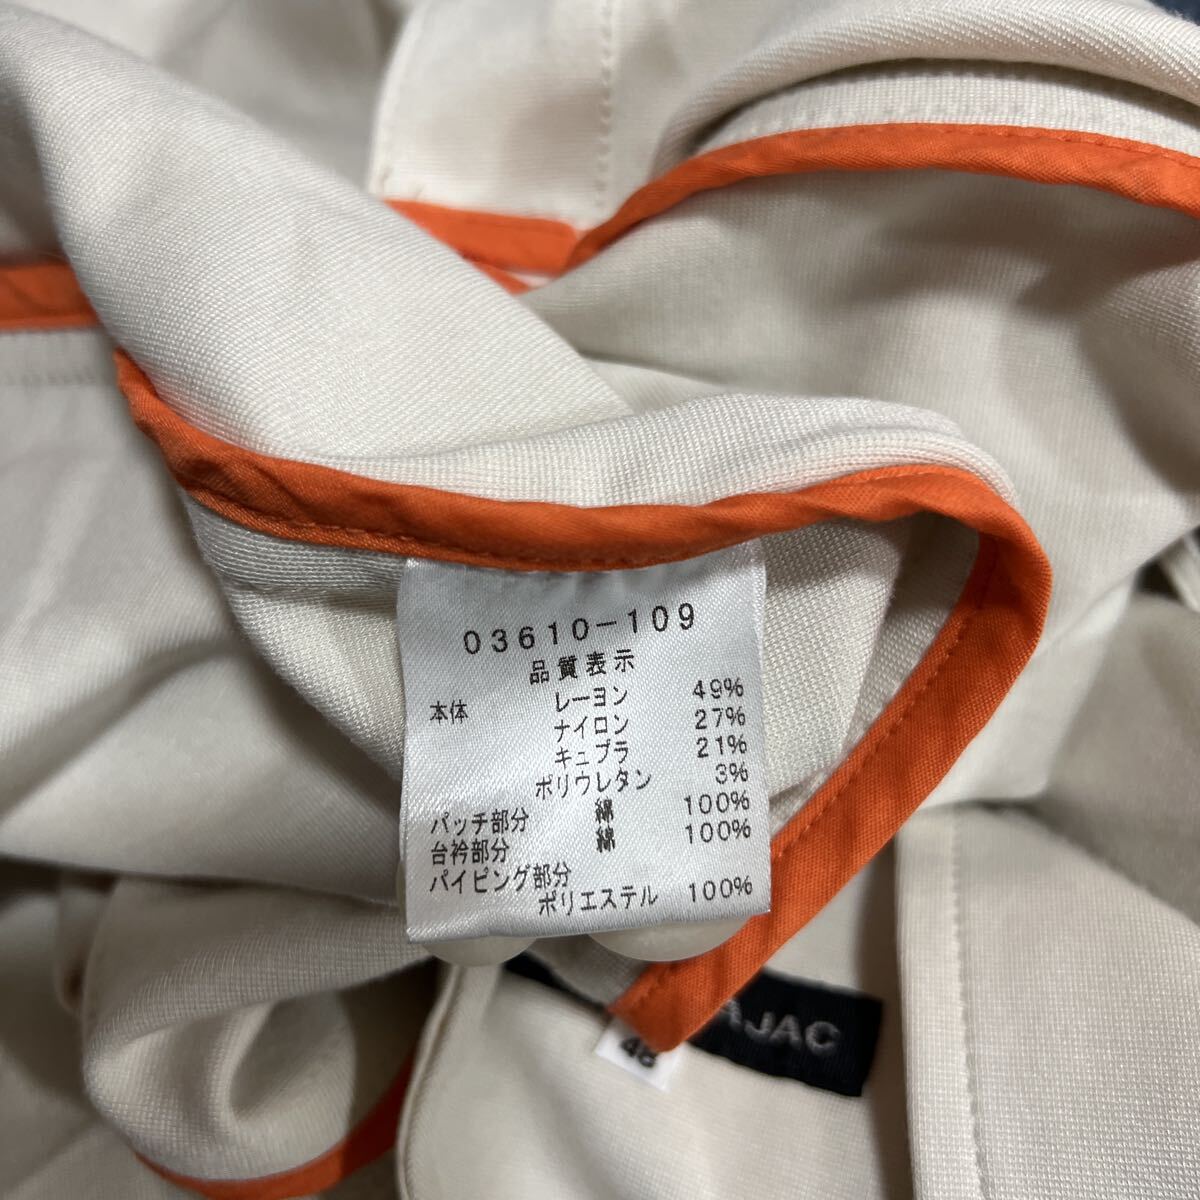 03610-109
品質表示
本体 レーヨン 49%
ナイロン 27%
キュプラ 21%
ポリウレタン 3%
パッチ部分 綿 100%
台衿部分 綿 100%
パイピング部分
ポリエステル 100%
AJAC
48